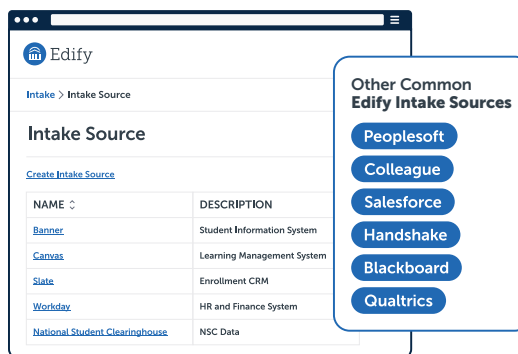 Edify
Intake > Intake Source
Intake Source
Create Intake Source
NAME DESCRIPTION
Banner Student Information System
Canvas Learning Management System
Slate Enrollment CRM
Workday HR and Finance System
National Student Clearinghouse NSC Data
Other Common
Edify Intake Sources
Peoplesoft
Colleague
Salesforce
Handshake
Blackboard
Qualtrics